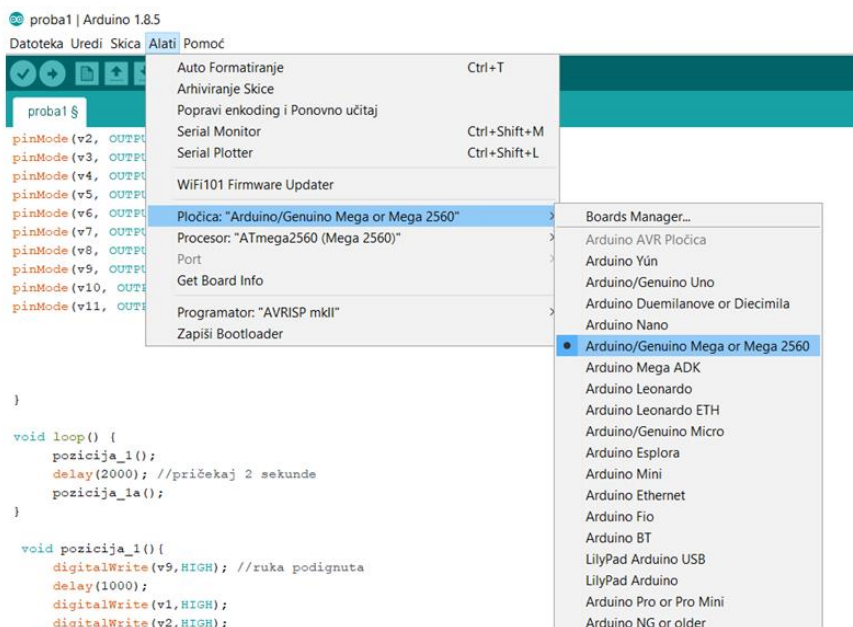 proba1 | Arduino 1.8.5
Datoteka Uredi Skica Alati Pomoć
proba1 §
Auto Formatiranje Ctrl+T
Arhiviranje Skice
Popravi enkoding i Ponovno učitaj
Serial Monitor Ctrl+Shift+M
Serial Plotter Ctrl+Shift+L
WiFi101 Firmware Updater
Pločica: "Arduino/Genuino Mega or Mega 2560"
Procesor: "ATmega2560 (Mega 2560)"
Port
Get Board Info
Programator: "AVRISP mkII"
Zapiši Bootloader
Boards Manager...
Arduino AVR Pločica
Arduino Yún
Arduino/Genuino Uno
Arduino Duemilanove or Diecimila
Arduino Nano
Arduino/Genuino Mega or Mega 2560
Arduino Mega ADK
Arduino Leonardo
Arduino Leonardo ETH
Arduino/Genuino Micro
Arduino Esplora
Arduino Mini
Arduino Ethernet
Arduino Fio
Arduino BT
LilyPad Arduino USB
LilyPad Arduino
Arduino Pro or Pro Mini
Arduino NG or older
pinMode(v2, OUTPU
pinMode(v3, OUTPU
pinMode(v4, OUTPU
pinMode(v5, OUTPU
pinMode(v6, OUTPU
pinMode(v7, OUTPU
pinMode(v8, OUTPU
pinMode(v9, OUTPU
pinMode(v10, OUTP
pinMode(v11, OUTP
}
void loop() {
pozicija_1();
delay(2000); //pričekaj 2 sekunde
pozicija_1a();
}
void pozicija_1(){
digitalWrite(v9,HIGH); //ruka podignuta
delay(1000);
digitalWrite(v1,HIGH);
digitalWrite(v2,HIGH);